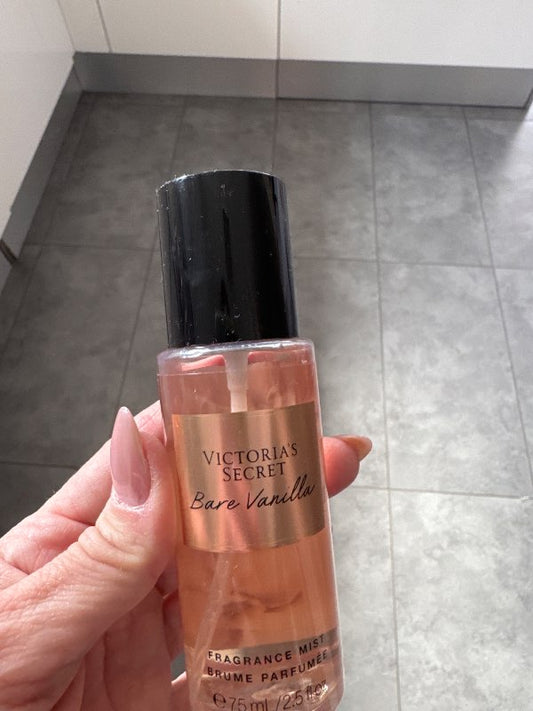 VICTORIA'S
SECRET
Bare Vanilla
FRAGRANCE MIST
BRUME PARFUMÉE
℮75 mL / 2.5 fl oz